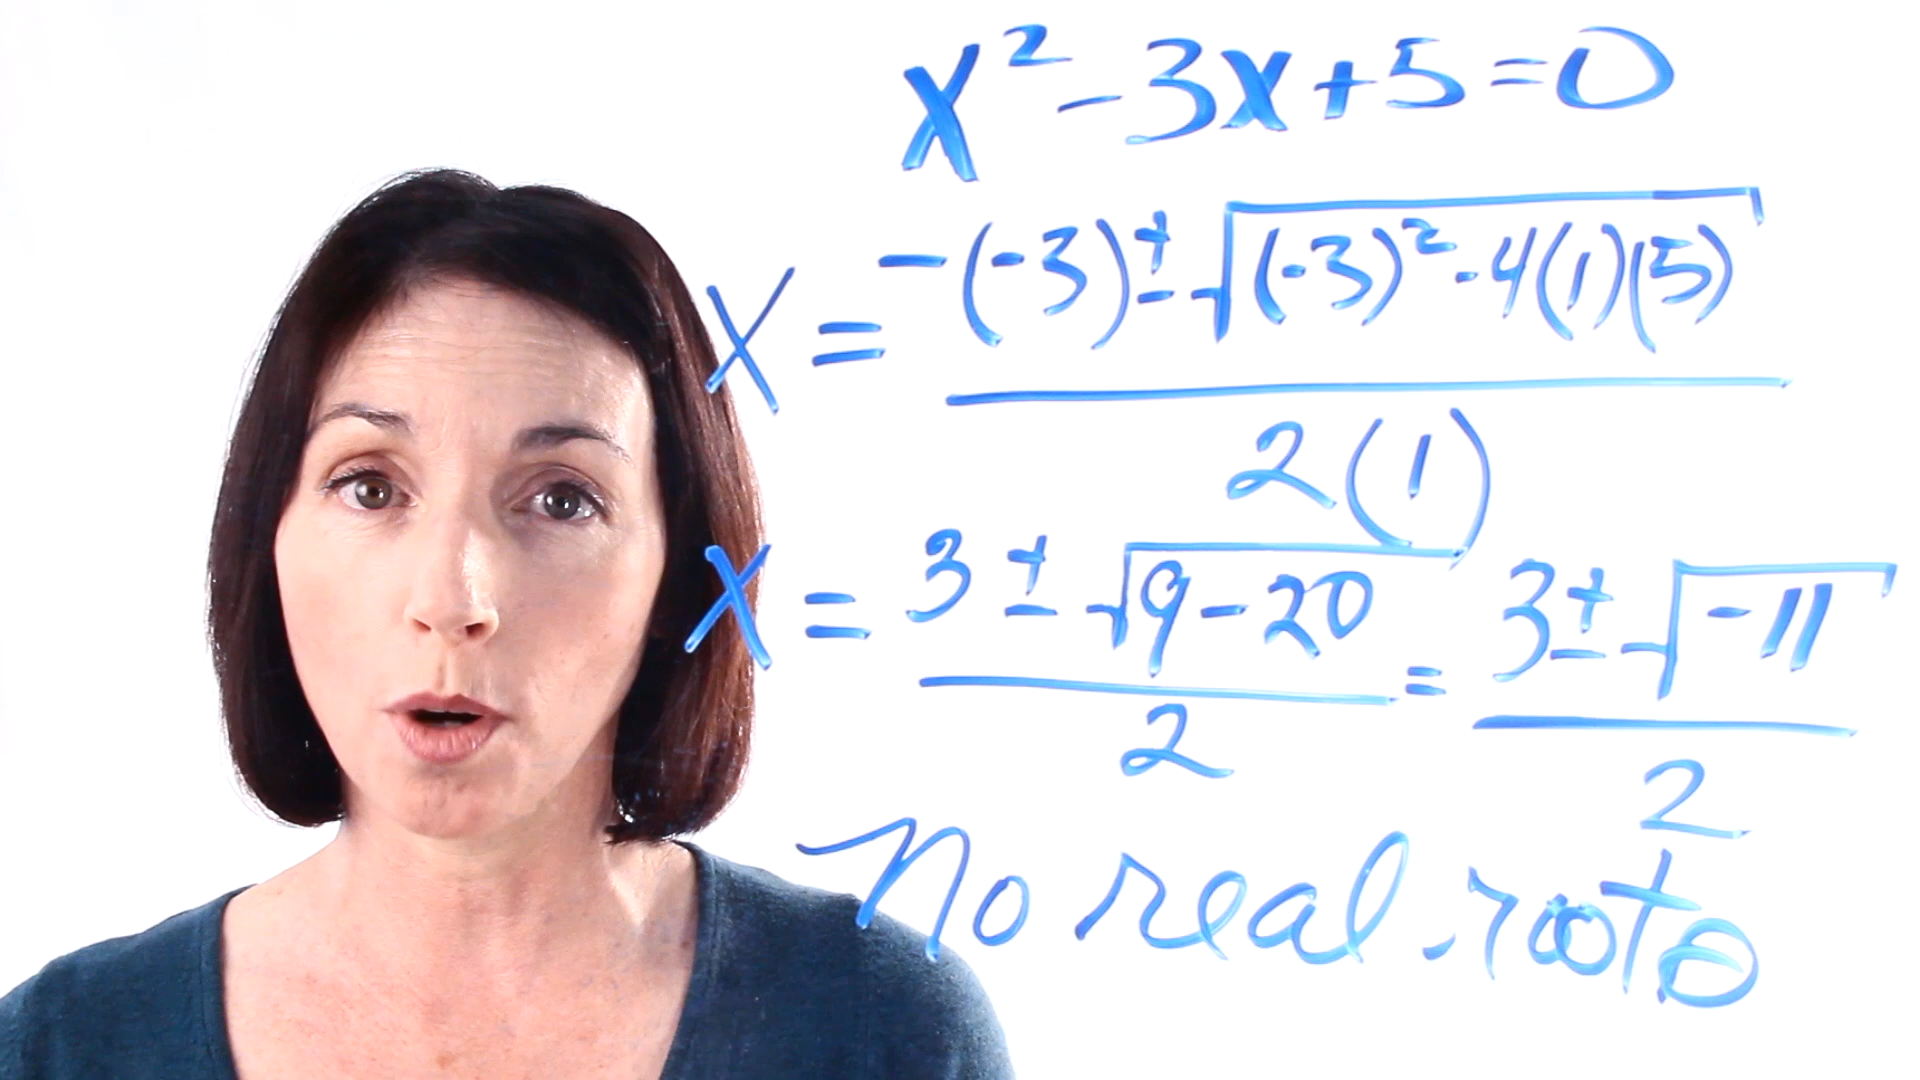 x² - 3x + 5 = 0
x = -(-3) ± √((-3)² - 4(1)(5)) / 2(1)
x = 3 ± √(9 - 20) / 2 = 3 ± √(-11) / 2
No real roots